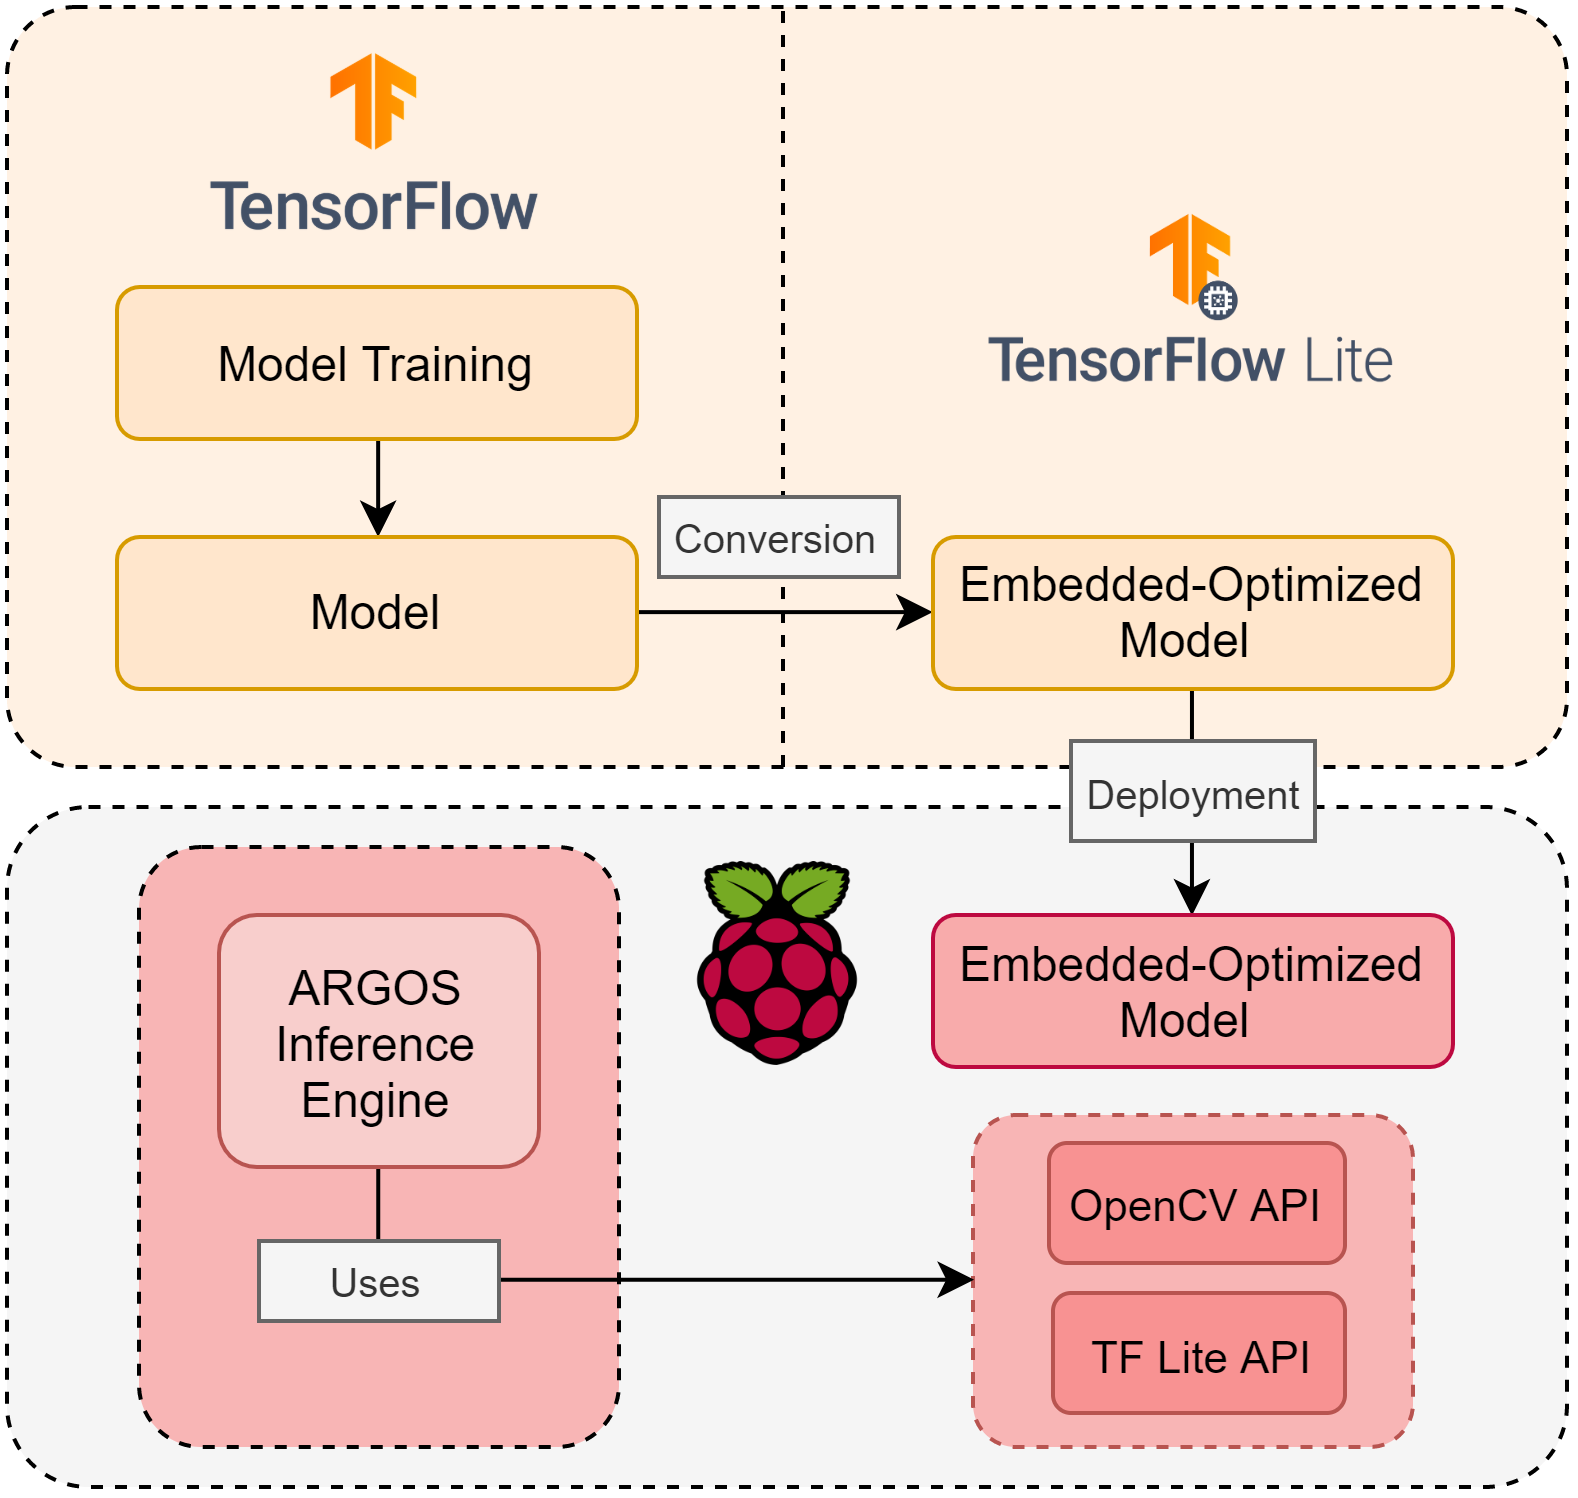 TensorFlow
TensorFlow Lite
Model Training
Conversion
Model
Embedded-Optimized
Model
Deployment
ARGOS
Inference
Engine
Embedded-Optimized
Model
Uses
OpenCV API
TF Lite API